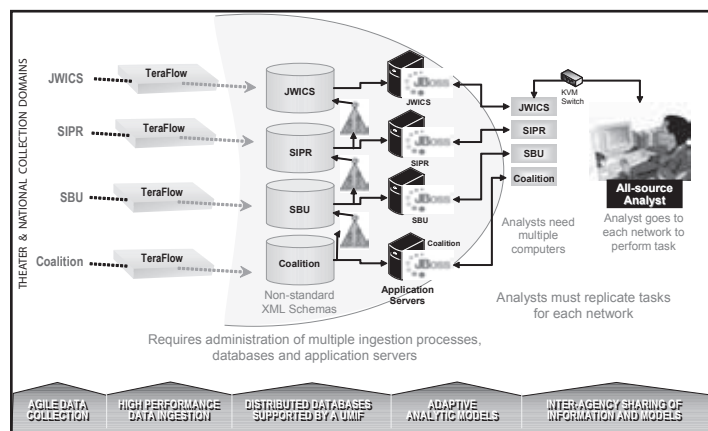 THEATER & NATIONAL COLLECTION DOMAINS
JWICS
TeraFlow
JWICS
JBoss
JWICS
SIPR
TeraFlow
SIPR
JBoss
SIPR
SBU
TeraFlow
SBU
JBoss
SBU
Coalition
TeraFlow
Coalition
Coalition
JBoss
Non-standard
XML Schemas
Application
Servers
KVM
Switch
JWICS
SIPR
SBU
Coalition
Analysts need
multiple
computers
All-source
Analyst
Analyst goes to
each network to
perform task
Analysts must replicate tasks
for each network
Requires administration of multiple ingestion processes,
databases and application servers
AGILE DATA
COLLECTION
HIGH PERFORMANCE
DATA INGESTION
DISTRIBUTED DATABASES
SUPPORTED BY A UMIF
ADAPTIVE
ANALYTIC MODELS
INTER-AGENCY SHARING OF
INFORMATION AND MODELS